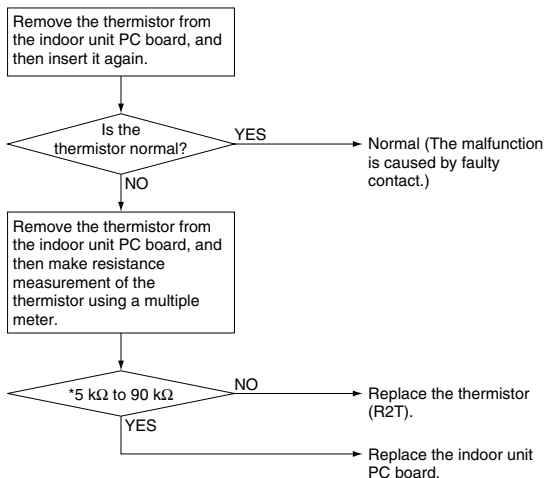 Remove the thermistor from
the indoor unit PC board, and
then insert it again.
Is the
thermistor normal?
YES
Normal (The malfunction
is caused by faulty
contact.)
NO
Remove the thermistor from
the indoor unit PC board, and
then make resistance
measurement of the
thermistor using a multiple
meter.
*5 kΩ to 90 kΩ
NO
Replace the thermistor
(R2T).
YES
Replace the indoor unit
PC board.